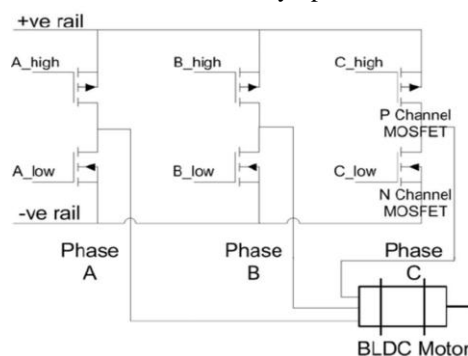 +ve rail
A_high
B_high
C_high
P Channel
MOSFET
A_low
B_low
C_low
N Channel
MOSFET
-ve rail
Phase
A
Phase
B
Phase
C
BLDC Motor